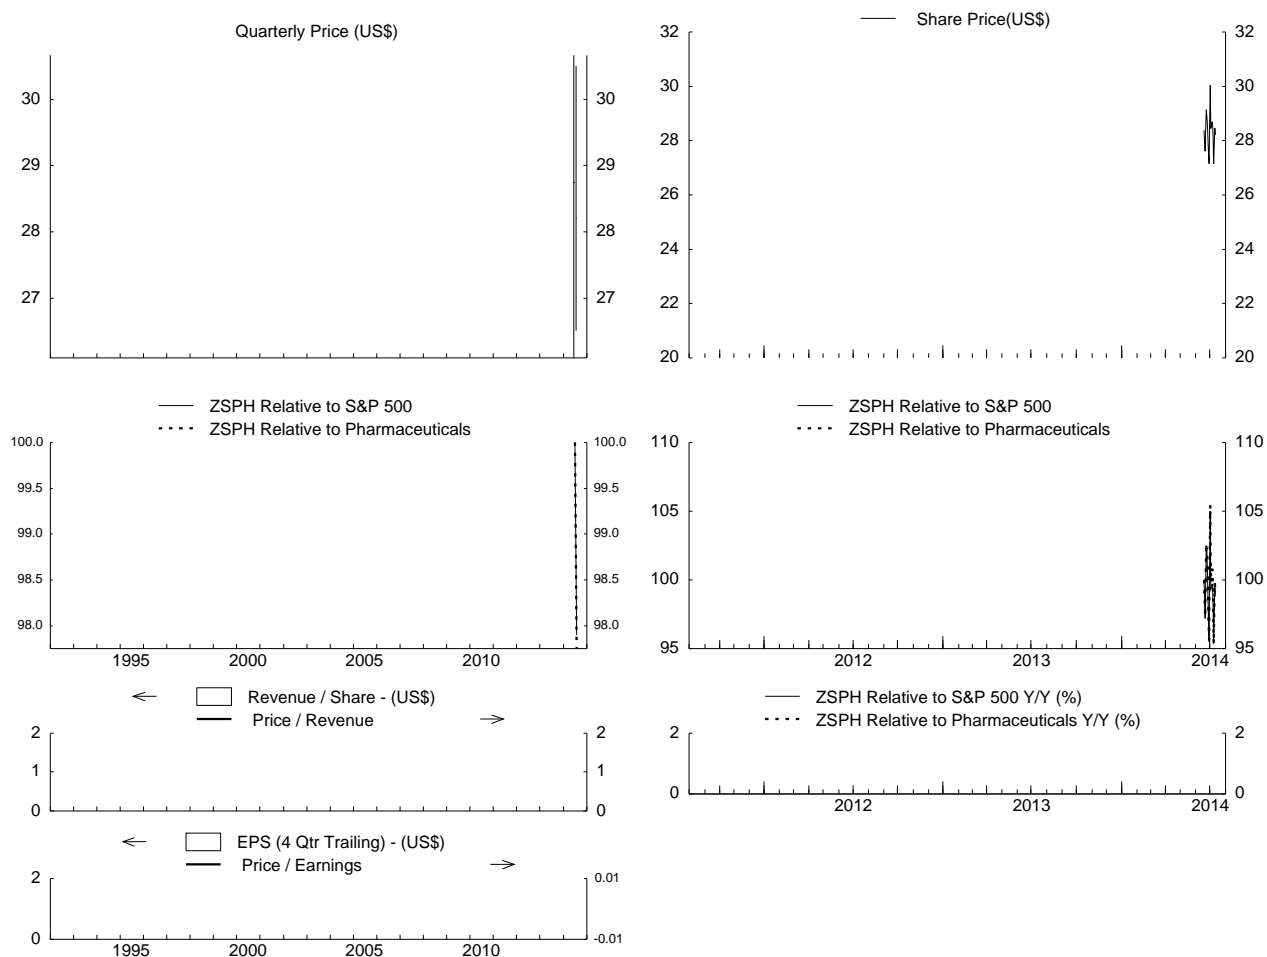 Quarterly Price (US$)
30 30
29 29
28 28
27 27
Share Price(US$)
32 32
30 30
28 28
26 26
24 24
22 22
20 20
ZSPH Relative to S&P 500
ZSPH Relative to Pharmaceuticals
100.0 100.0
99.5 99.5
99.0 99.0
98.5 98.5
98.0 98.0
1995 2000 2005 2010
ZSPH Relative to S&P 500
ZSPH Relative to Pharmaceuticals
110 110
105 105
100 100
95 95
2012 2013 2014
Revenue / Share - (US$)
Price / Revenue
2 2
1 1
0 0
ZSPH Relative to S&P 500 Y/Y (%)
ZSPH Relative to Pharmaceuticals Y/Y (%)
2 2
0 0
2012 2013 2014
EPS (4 Qtr Trailing) - (US$)
Price / Earnings
2 0.01
0 -0.01
1995 2000 2005 2010